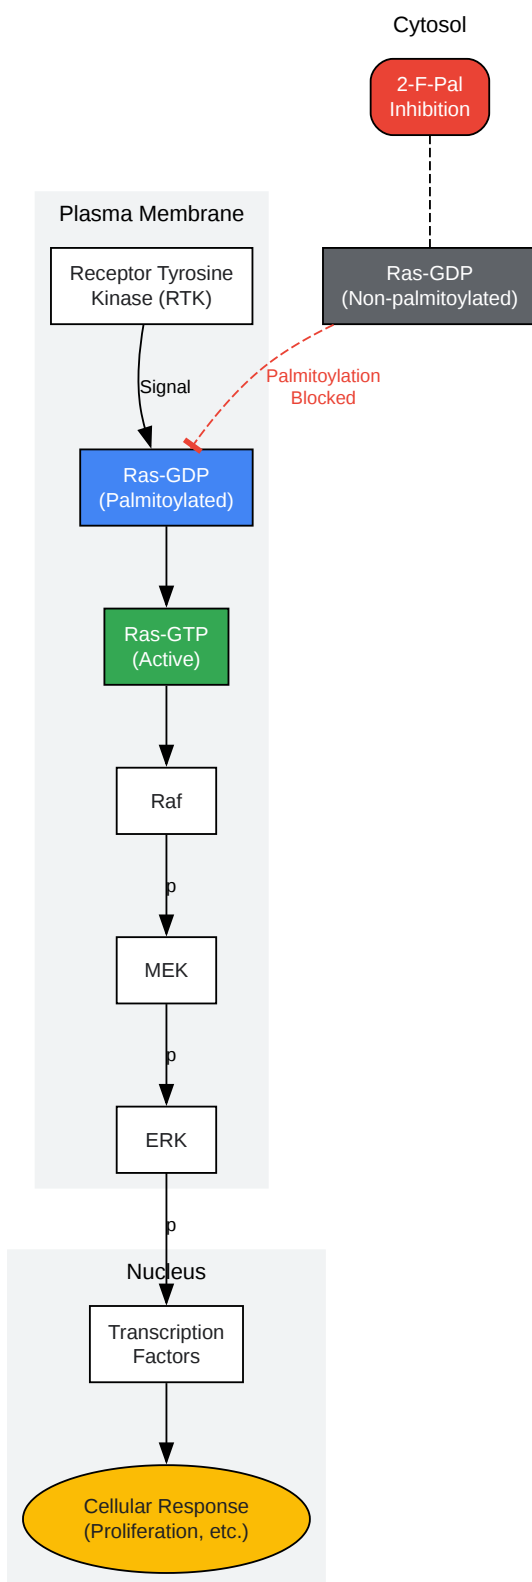 Cytosol
2-F-Pal
Inhibition
Plasma Membrane
Receptor Tyrosine
Kinase (RTK)
Ras-GDP
(Non-palmitoylated)
Signal
Palmitoylation
Blocked
Ras-GDP
(Palmitoylated)
Ras-GTP
(Active)
Raf
p
MEK
p
ERK
p
Nucleus
Transcription
Factors
Cellular Response
(Proliferation, etc.)